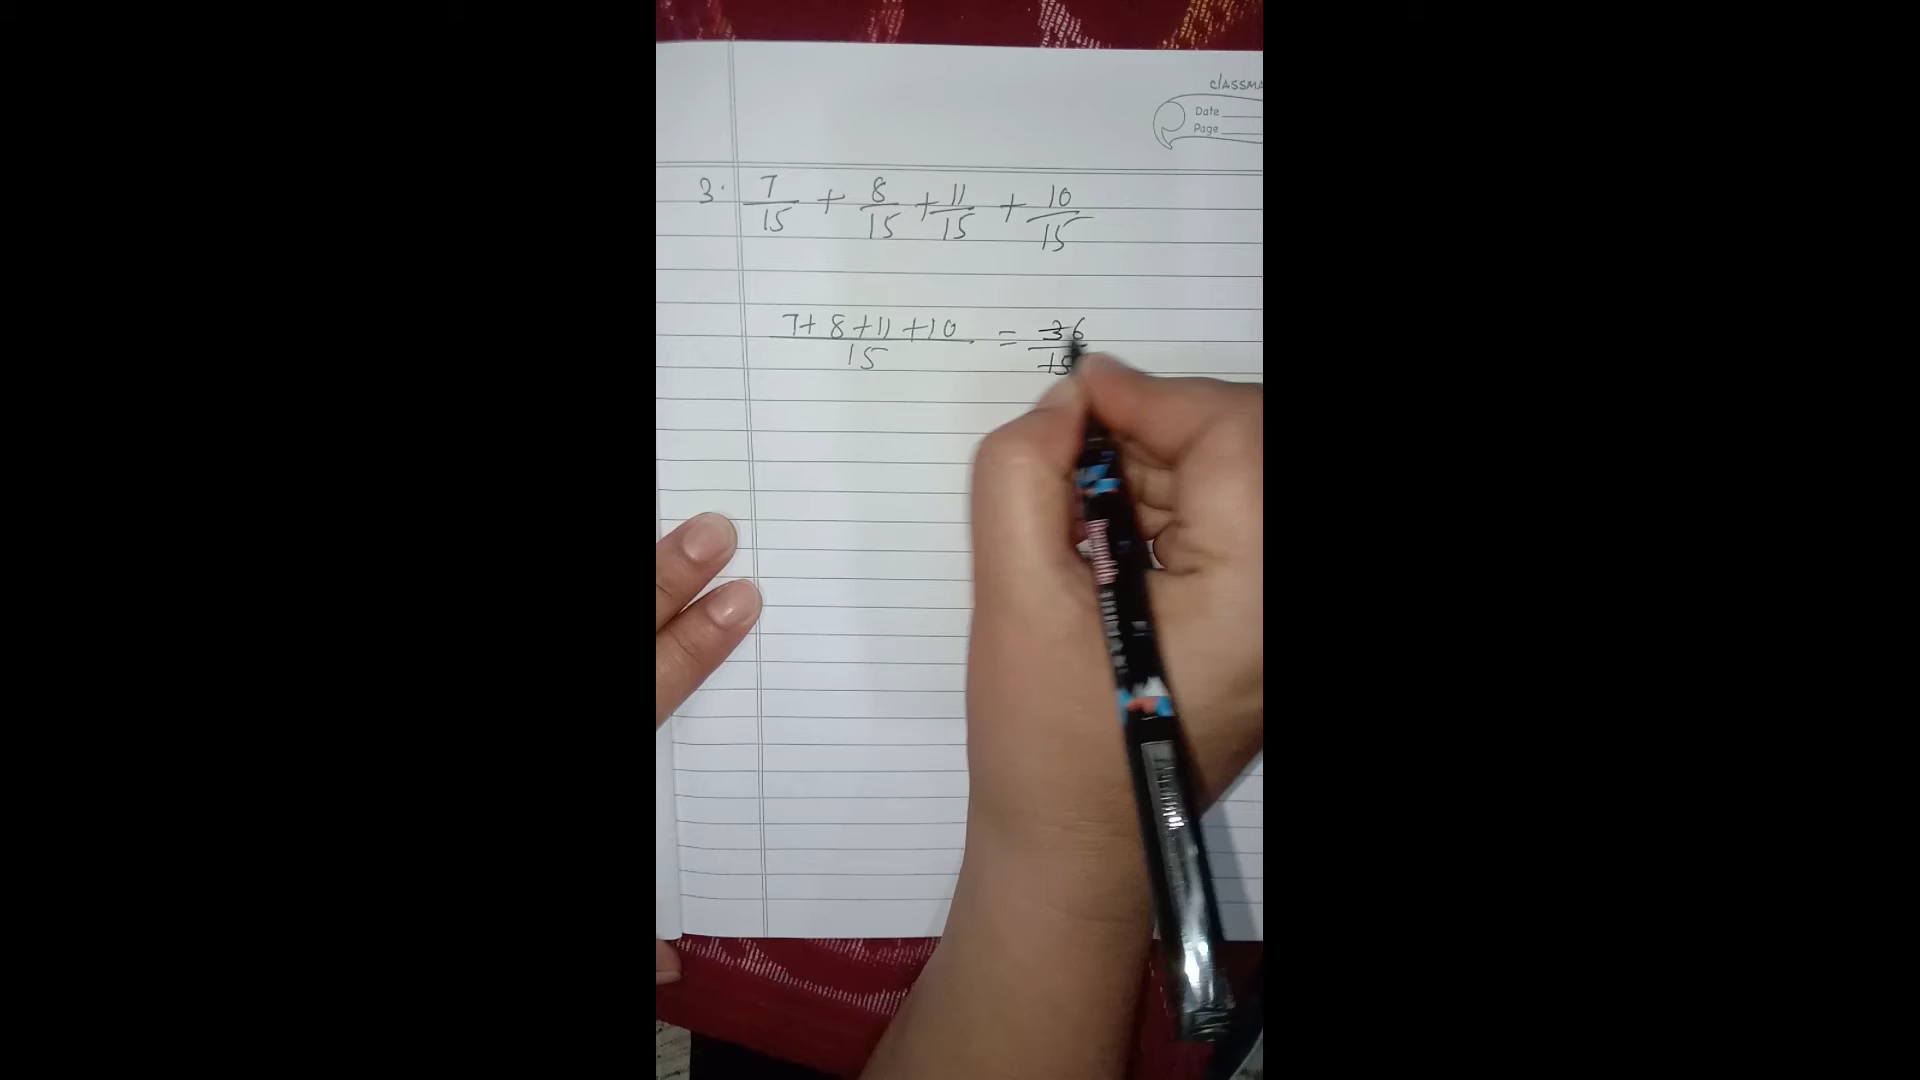 classma
Date
Page
3. 7/15 + 8/15 + 11/15 + 10/15
7+8+11+10/15 = 36/15